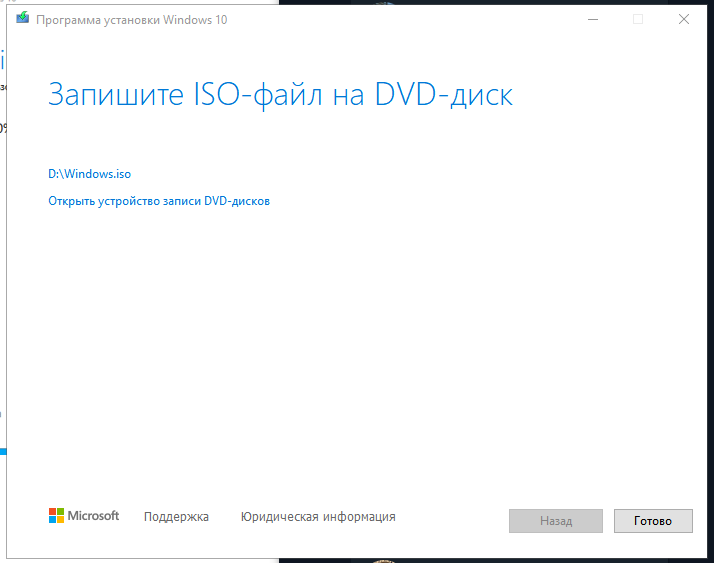 Программа установки Windows 10
Запишите ISO-файл на DVD-диск
D:\Windows.iso
Открыть устройство записи DVD-дисков
Microsoft Поддержка Юридическая информация Назад Готово